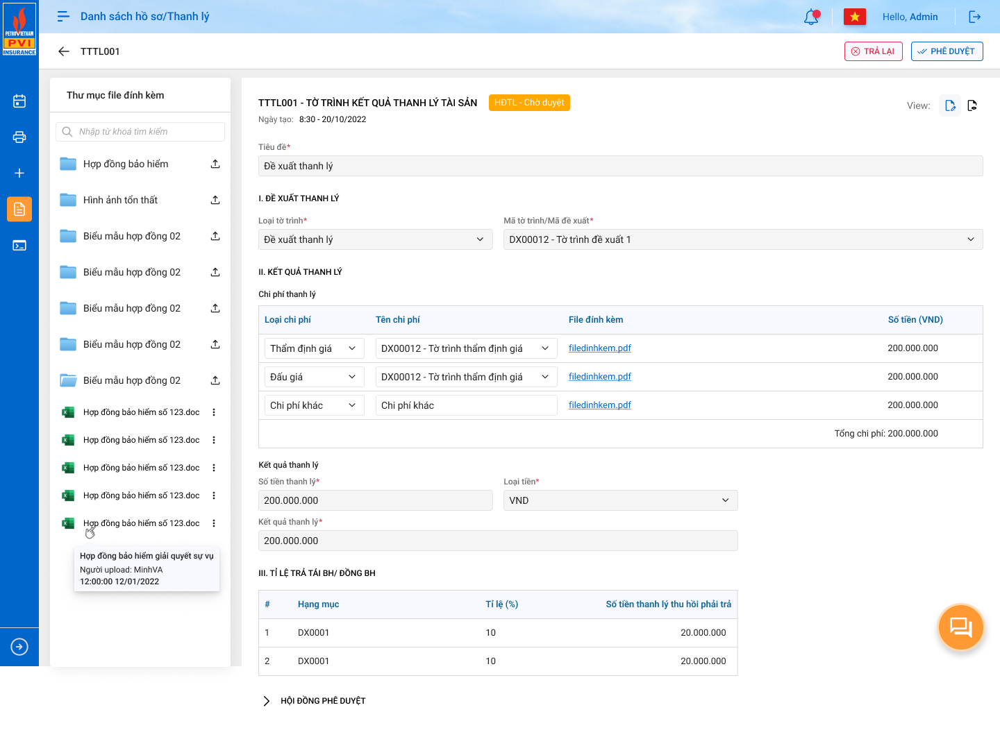 PETROVIETNAM
PVI
INSURANCE
Danh sách hồ sơ/Thanh lý
Hello, Admin
TTTL001
TRẢ LẠI
PHÊ DUYỆT
Thư mục file đính kèm
Nhập từ khoá tìm kiếm
Hợp đồng bảo hiểm
Hình ảnh tổn thất
Biểu mẫu hợp đồng 02
Biểu mẫu hợp đồng 02
Biểu mẫu hợp đồng 02
Biểu mẫu hợp đồng 02
Biểu mẫu hợp đồng 02
Hợp đồng bảo hiểm số 123.doc
Hợp đồng bảo hiểm số 123.doc
Hợp đồng bảo hiểm số 123.doc
Hợp đồng bảo hiểm số 123.doc
Hợp đồng bảo hiểm số 123.doc
Hợp đồng bảo hiểm giải quyết sự vụ
Người upload: MinhVA
12:00:00 12/01/2022
TTTL001 - TỜ TRÌNH KẾT QUẢ THANH LÝ TÀI SẢN
HĐTL - Chờ duyệt
View:
Ngày tạo: 8:30 - 20/10/2022
Tiêu đề*
Đề xuất thanh lý
I. ĐỀ XUẤT THANH LÝ
Loại tờ trình* Mã tờ trình/Mã đề xuất*
Đề xuất thanh lý DX00012 - Tờ trình đề xuất 1
II. KẾT QUẢ THANH LÝ
Chi phí thanh lý
Loại chi phí Tên chi phí File đính kèm Số tiền (VND)
Thẩm định giá DX00012 - Tờ trình thẩm định giá filedinhkem.pdf 200.000.000
Đấu giá DX00012 - Tờ trình thẩm định giá filedinhkem.pdf 200.000.000
Chi phí khác Chi phí khác filedinhkem.pdf 200.000.000
Tổng chi phí: 200.000.000
Kết quả thanh lý
Số tiền thanh lý* Loại tiền*
200.000.000 VND
Kết quả thanh lý*
200.000.000
III. TỈ LỆ TRẢ TÁI BH/ ĐỒNG BH
# Hạng mục Tỉ lệ (%) Số tiền thanh lý thu hồi phải trả
1 DX0001 10 20.000.000
2 DX0001 10 20.000.000
HỘI ĐỒNG PHÊ DUYỆT